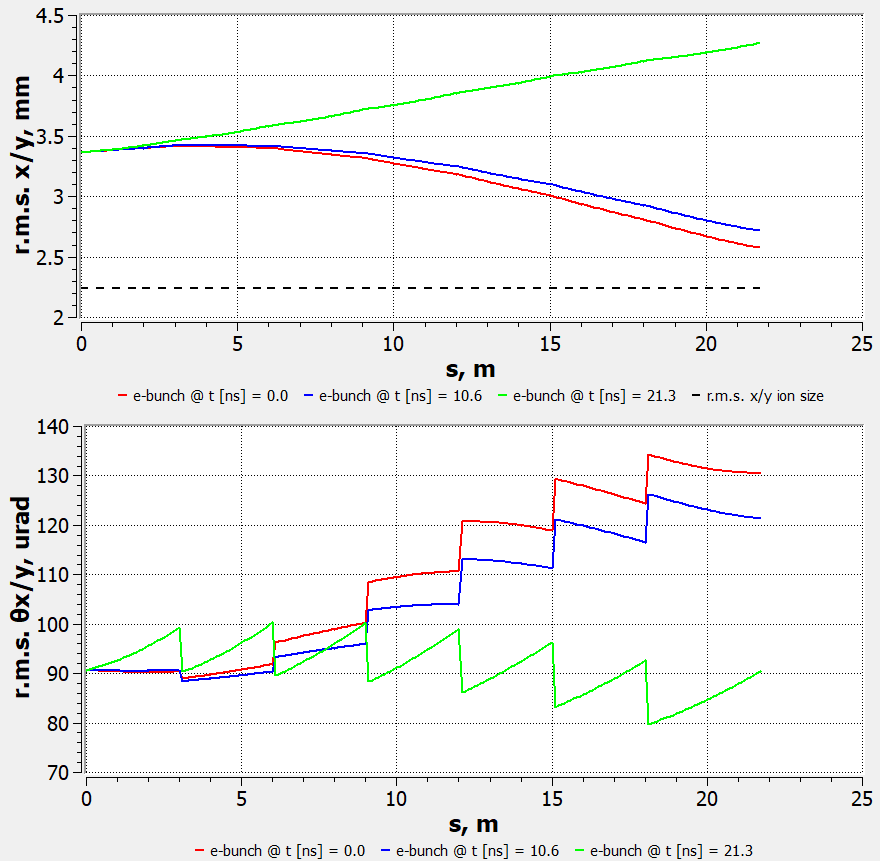 r.m.s. x/y, mm
4.5
4
3.5
3
2.5
2
0 5 10 15 20 25
s, m
e-bunch @ t [ns] = 0.0 e-bunch @ t [ns] = 10.6 e-bunch @ t [ns] = 21.3 r.m.s. x/y ion size
r.m.s. θx/y, urad
140
130
120
110
100
90
80
70
0 5 10 15 20 25
s, m
e-bunch @ t [ns] = 0.0 e-bunch @ t [ns] = 10.6 e-bunch @ t [ns] = 21.3